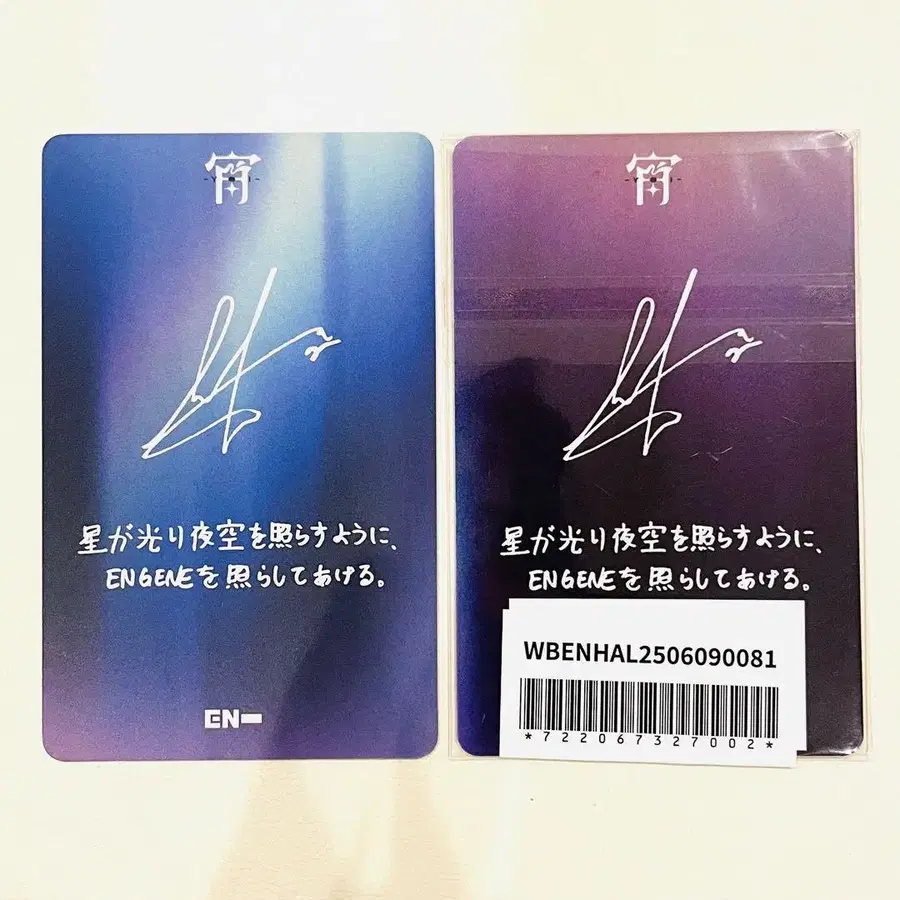 宵
星が光り夜空を照らすように、
ENGENEを照らしてあげる。
EN-
宵
星が光り夜空を照らすように、
ENGENEを照らしてあげる。
WBENHAL2506090081
*722067327002*